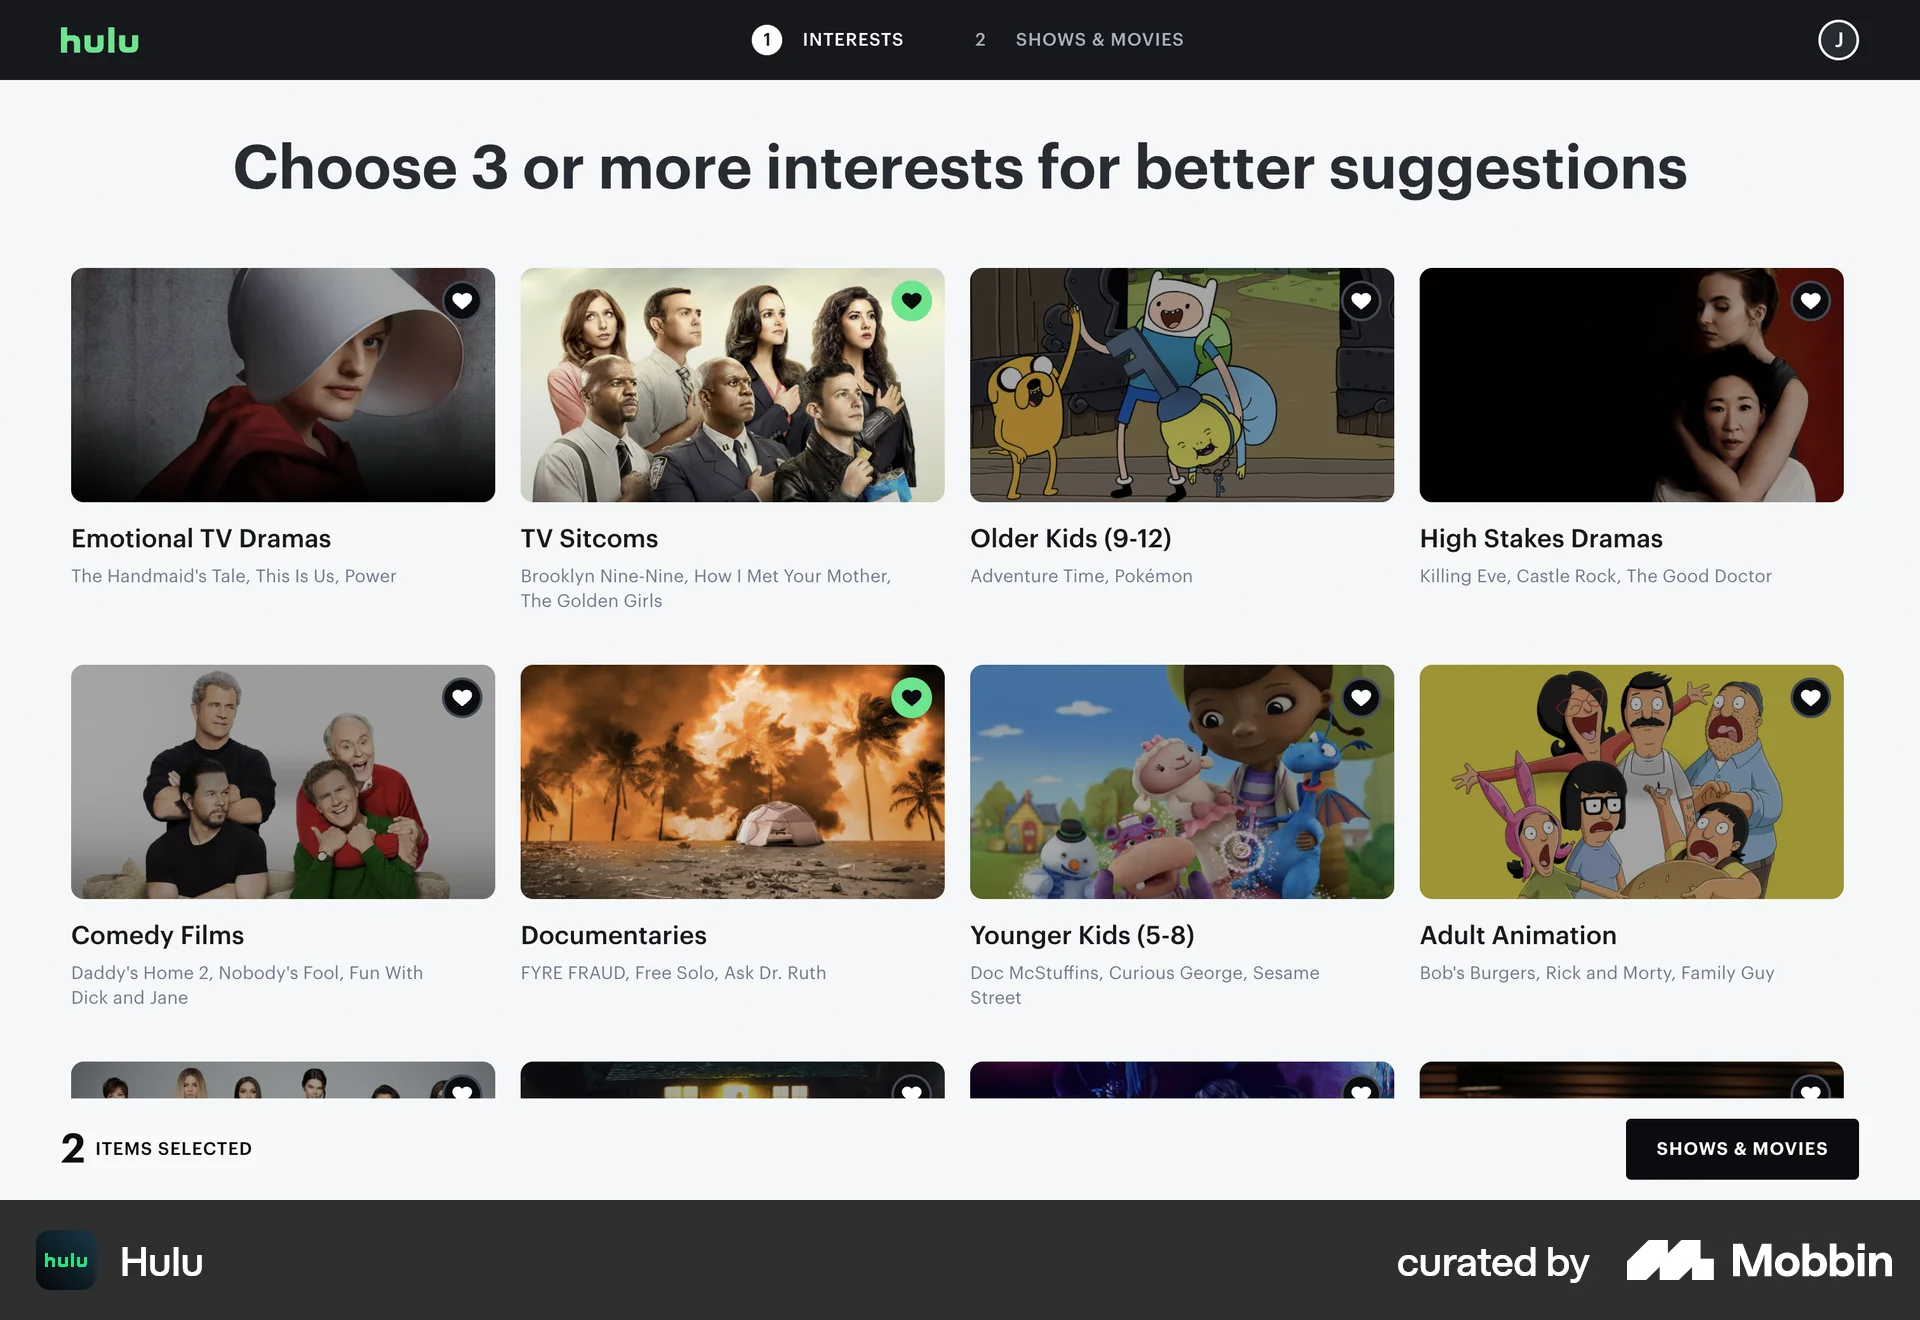 hulu
1 INTERESTS
2 SHOWS & MOVIES
J
Choose 3 or more interests for better suggestions
Emotional TV Dramas
The Handmaid's Tale, This Is Us, Power
TV Sitcoms
Brooklyn Nine-Nine, How I Met Your Mother,
The Golden Girls
Older Kids (9-12)
Adventure Time, Pokémon
High Stakes Dramas
Killing Eve, Castle Rock, The Good Doctor
Comedy Films
Daddy's Home 2, Nobody's Fool, Fun With
Dick and Jane
Documentaries
FYRE FRAUD, Free Solo, Ask Dr. Ruth
Younger Kids (5-8)
Doc McStuffins, Curious George, Sesame
Street
Adult Animation
Bob's Burgers, Rick and Morty, Family Guy
2 ITEMS SELECTED
SHOWS & MOVIES
hulu
Hulu
curated by
Mobbin